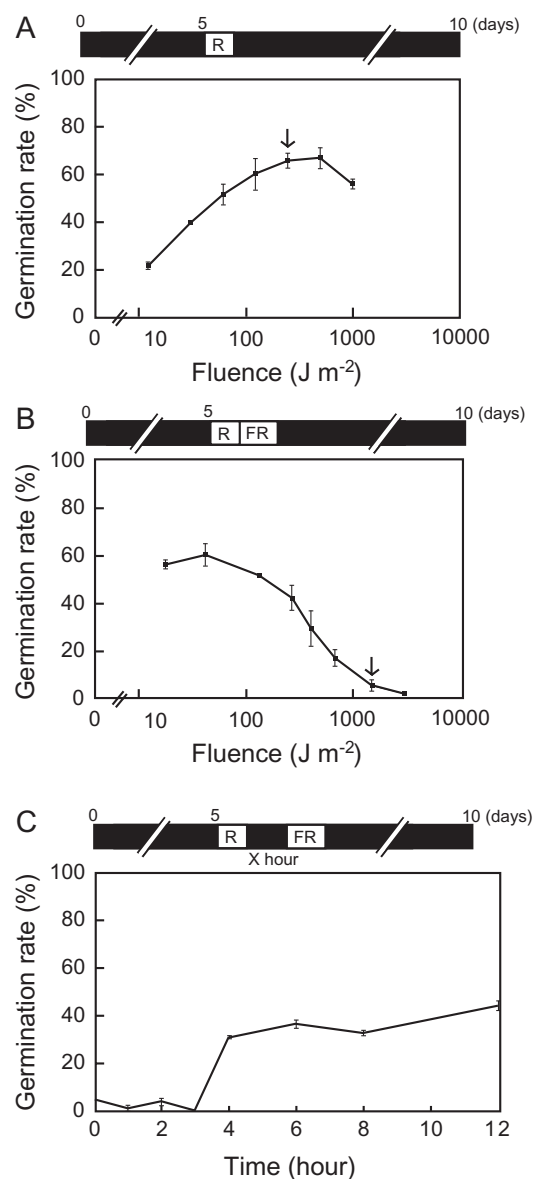 A
0 5 10 (days)
R
100
80
60
40
20
0
Germination rate (%)
0 10 100 1000 10000
Fluence (J m-2)
B
0 5 10 (days)
R FR
100
80
60
40
20
0
Germination rate (%)
0 10 100 1000 10000
Fluence (J m-2)
C
0 5 10 (days)
R FR
X hour
100
80
60
40
20
0
Germination rate (%)
0 2 4 6 8 10 12
Time (hour)